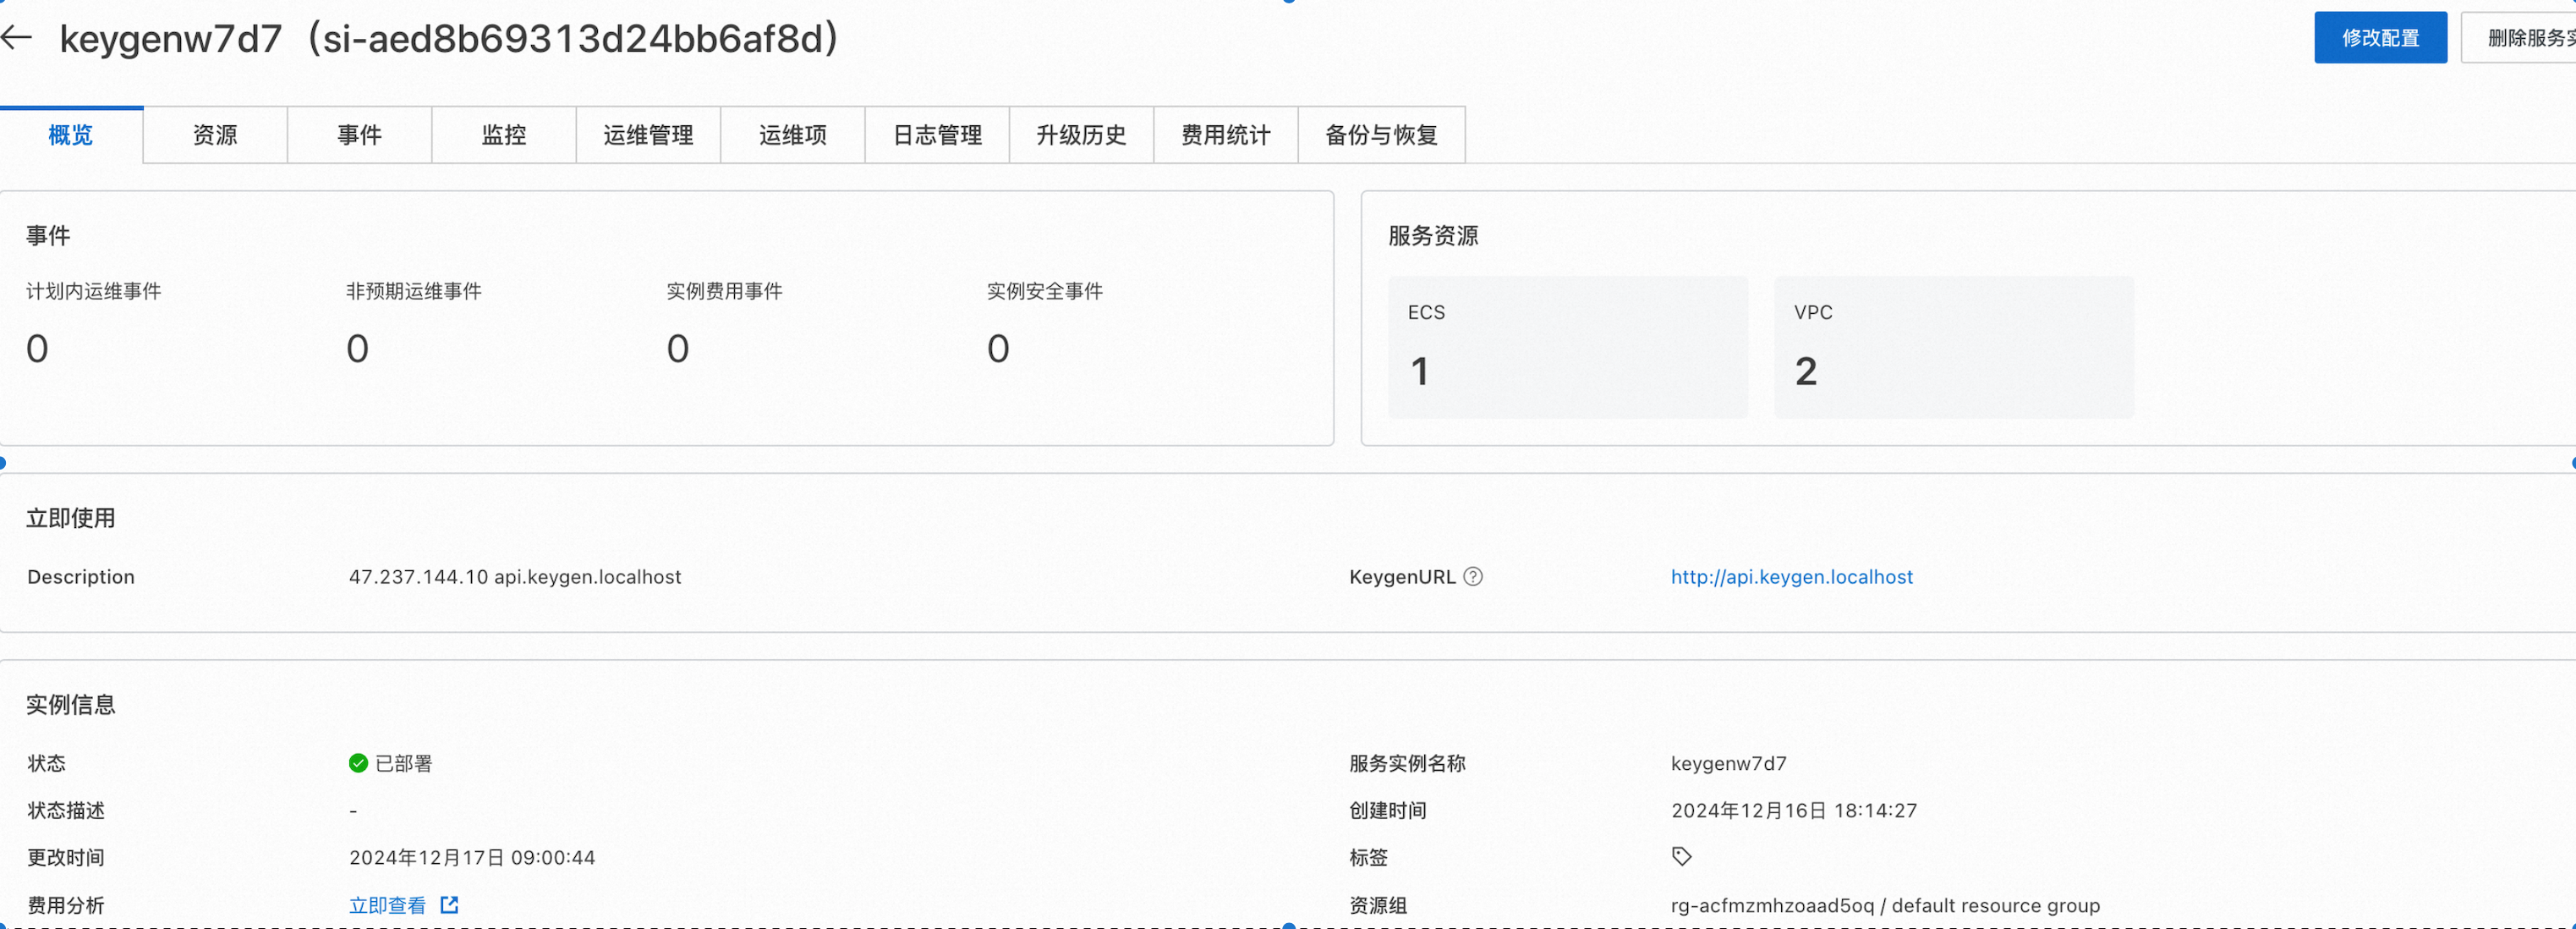 keygenw7d7（si-aed8b69313d24bb6af8d）
修改配置
删除服务
概览 资源 事件 监控 运维管理 运维项 日志管理 升级历史 费用统计 备份与恢复
事件
计划内运维事件 非预期运维事件 实例费用事件 实例安全事件
0 0 0 0
服务资源
ECS VPC
1 2
立即使用
Description 47.237.144.10 api.keygen.localhost KeygenURL http://api.keygen.localhost
实例信息
状态 已部署 服务实例名称 keygenw7d7
状态描述 - 创建时间 2024年12月16日 18:14:27
更改时间 2024年12月17日 09:00:44 标签
费用分析 立即查看 资源组 rg-acfmzmhzoaad5oq / default resource group